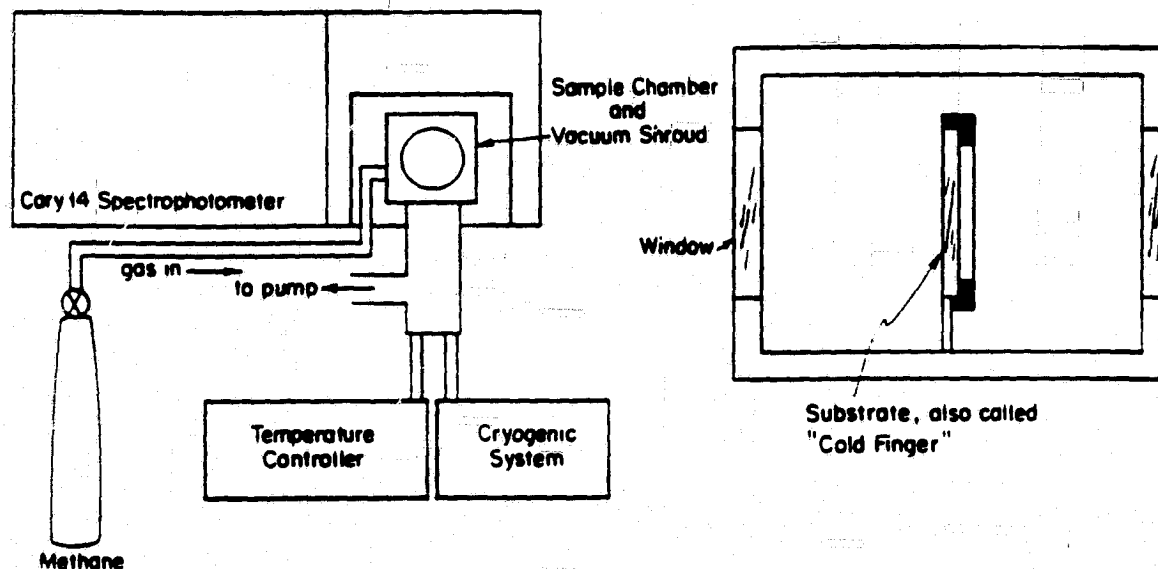 Sample Chamber
and
Vacuum Shroud
Cary 14 Spectrophotometer
gas in
to pump
Temperature
Controller
Cryogenic
System
Methane
Window
Substrate, also called
"Cold Finger"